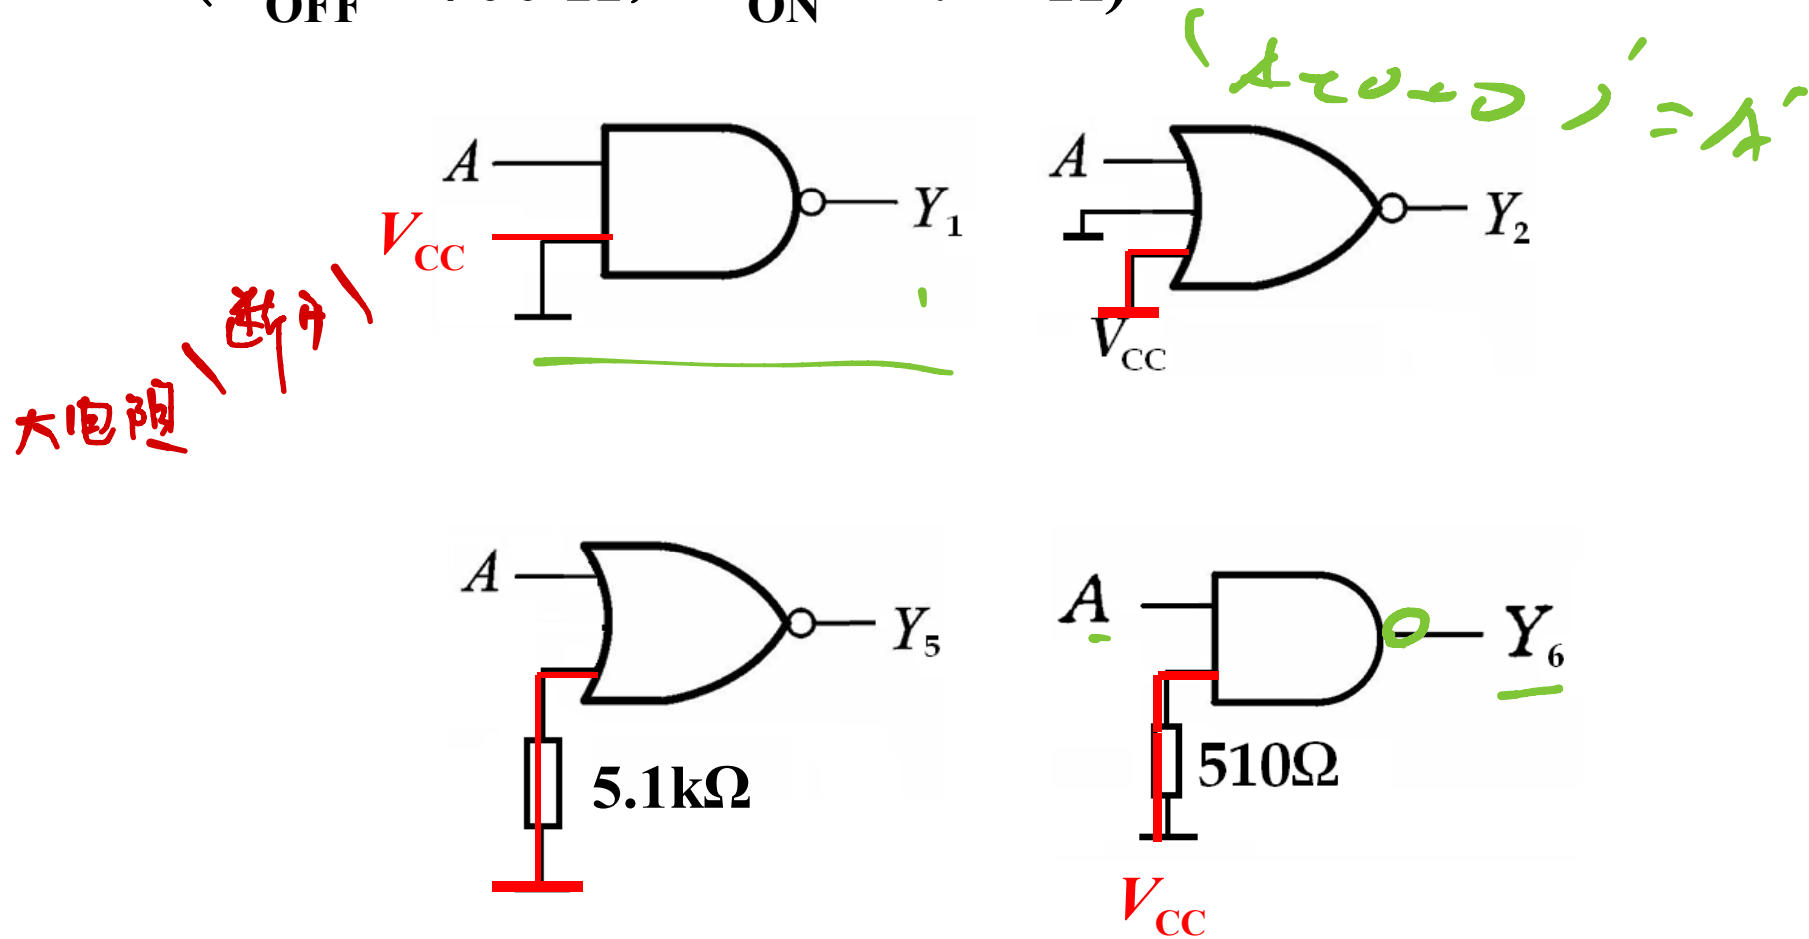 OFF ON
(A+0+0)'=A'
A
Y1
VCC
A
Y2
VCC
大电阻、断开、
A
Y5
5.1kΩ
A
Y6
510Ω
VCC